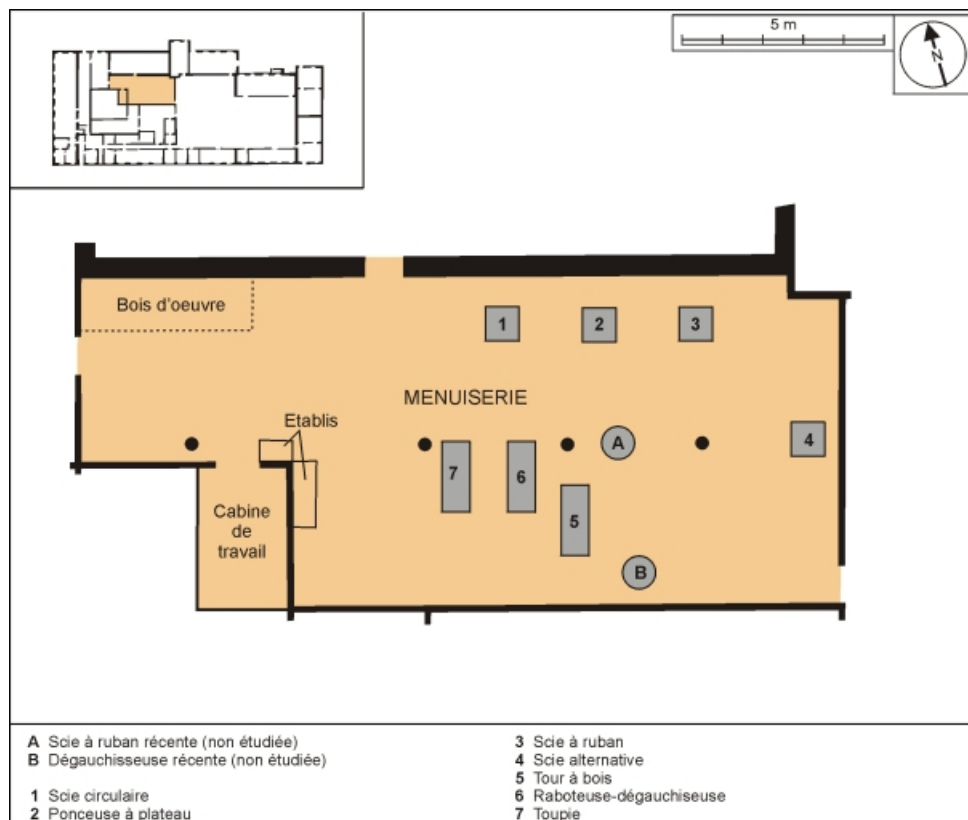 5 m
N
Bois d'oeuvre
1
2
3
MENUISERIE
Etablis
A
4
7
6
5
Cabine
de
travail
B
A Scie à ruban récente (non étudiée)
B Dégauchisseuse récente (non étudiée)
1 Scie circulaire
2 Ponceuse à plateau
3 Scie à ruban
4 Scie alternative
5 Tour à bois
6 Raboteuse-dégauchiseuse
7 Toupie